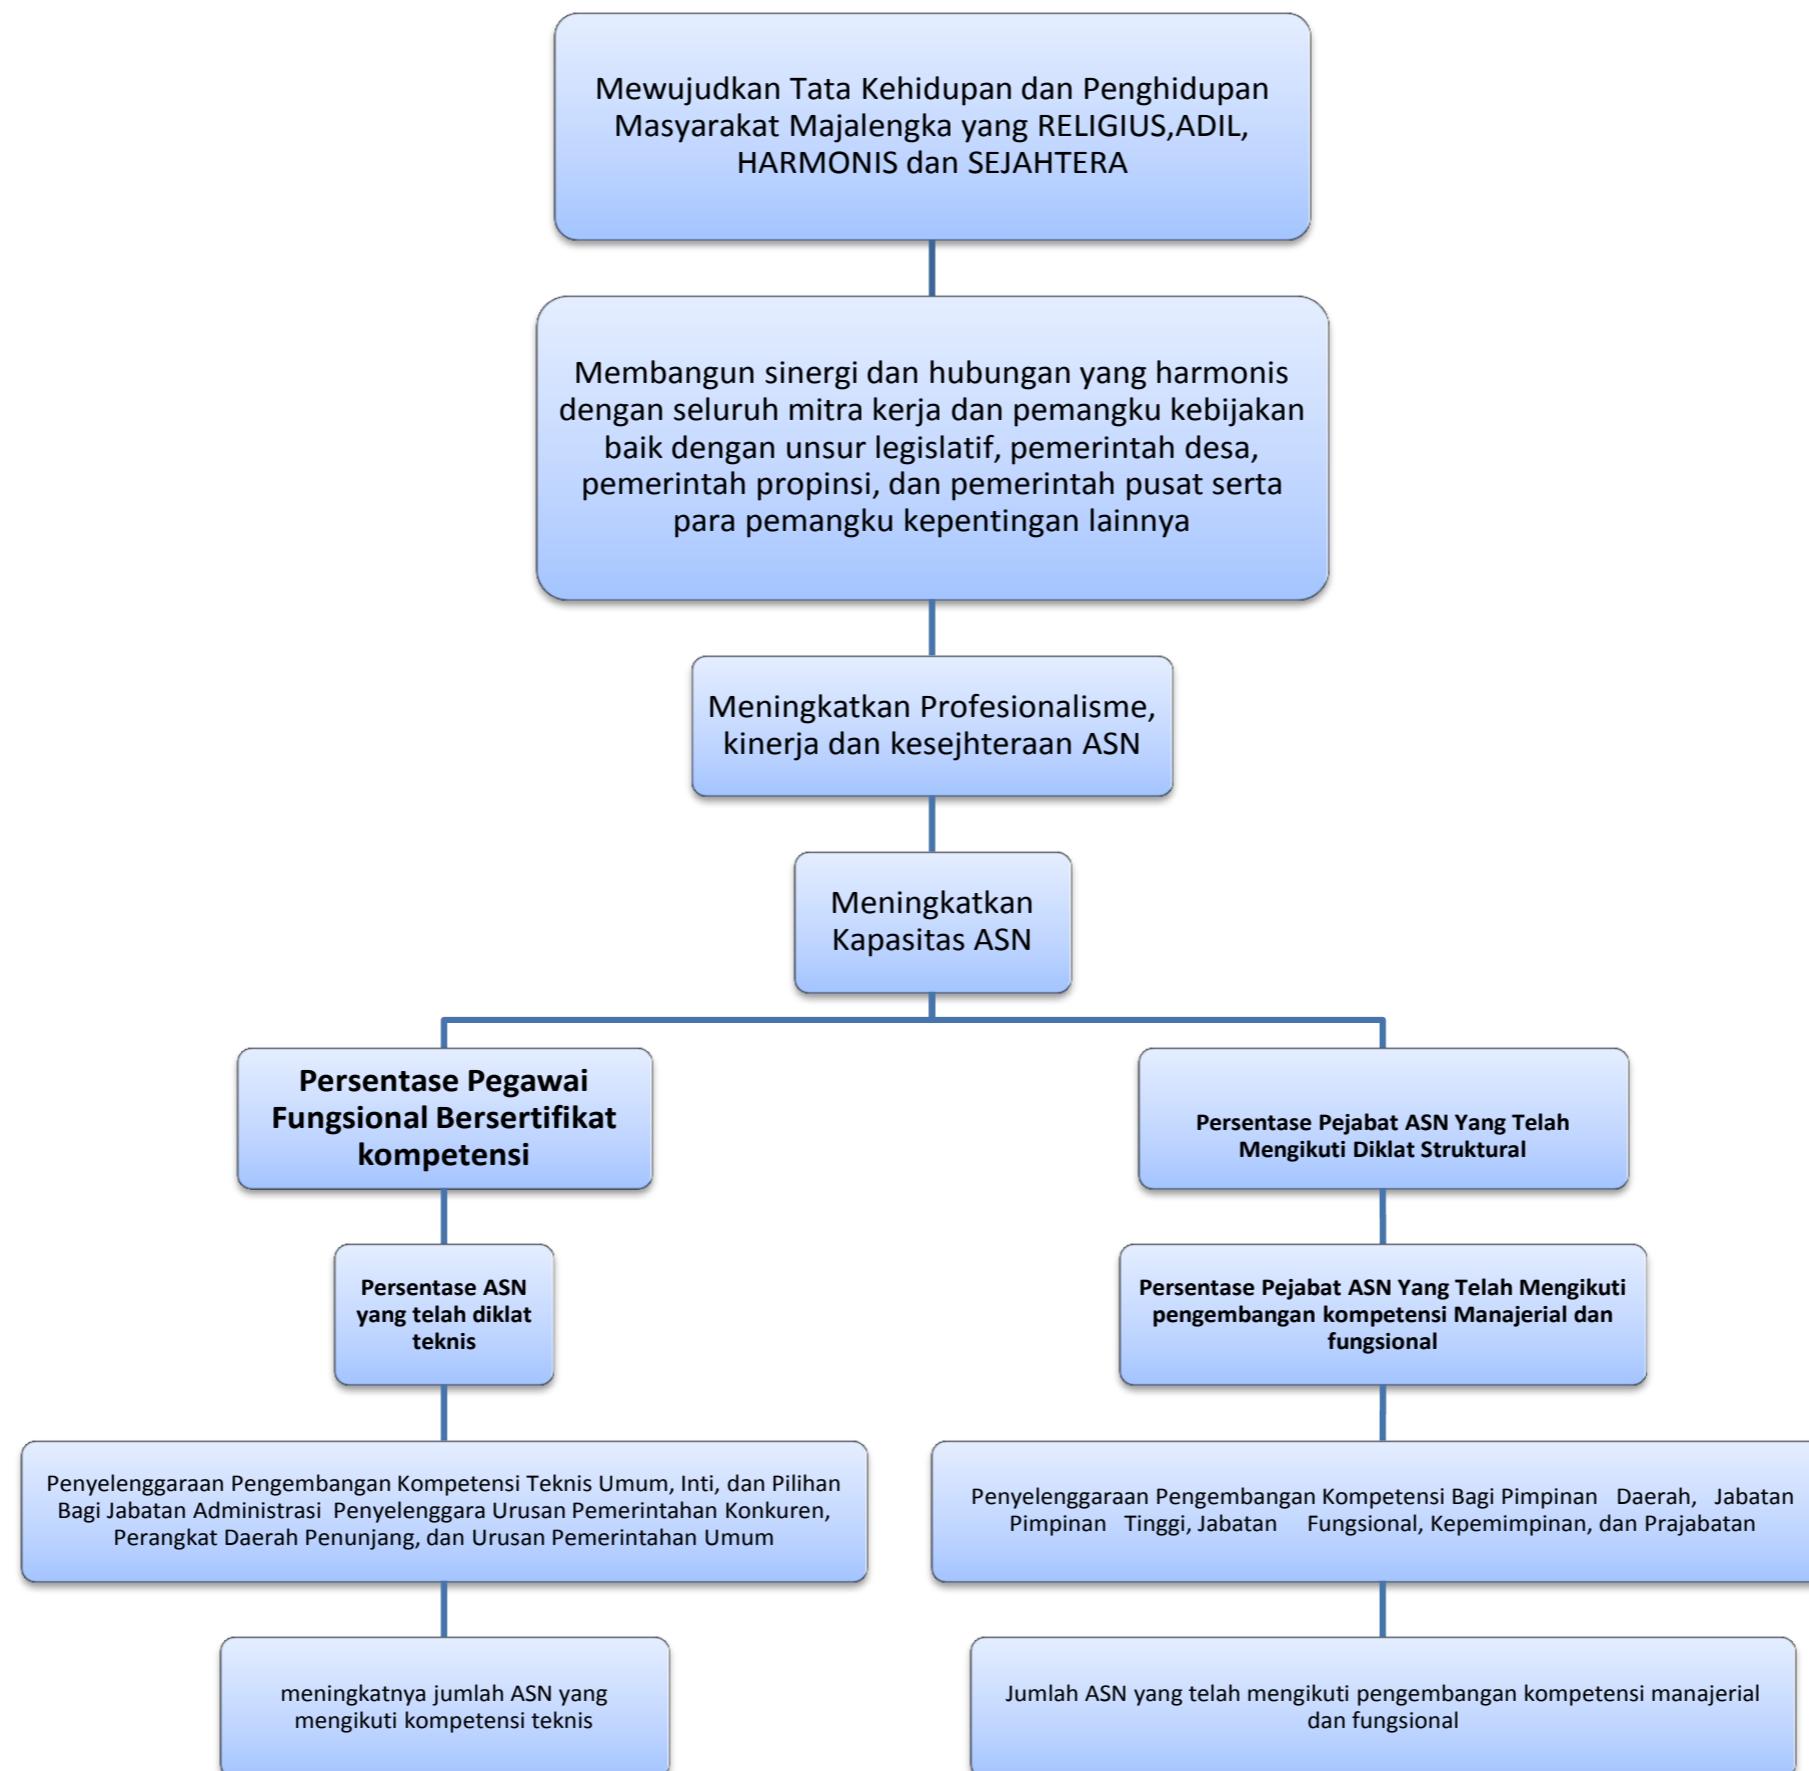 Mewujudkan Tata Kehidupan dan Penghidupan
Masyarakat Majalengka yang RELIGIUS,ADIL,
HARMONIS dan SEJAHTERA
Membangun sinergi dan hubungan yang harmonis
dengan seluruh mitra kerja dan pemangku kebijakan
baik dengan unsur legislatif, pemerintah desa,
pemerintah propinsi, dan pemerintah pusat serta
para pemangku kepentingan lainnya
Meningkatkan Profesionalisme,
kinerja dan kesejhteraan ASN
Meningkatkan
Kapasitas ASN
Persentase Pegawai
Fungsional Bersertifikat
kompetensi
Persentase ASN
yang telah diklat
teknis
Penyelenggaraan Pengembangan Kompetensi Teknis Umum, Inti, dan Pilihan
Bagi Jabatan Administrasi Penyelenggara Urusan Pemerintahan Konkuren,
Perangkat Daerah Penunjang, dan Urusan Pemerintahan Umum
meningkatnya jumlah ASN yang
mengikuti kompetensi teknis
Persentase Pejabat ASN Yang Telah
Mengikuti Diklat Struktural
Persentase Pejabat ASN Yang Telah Mengikuti
pengembangan kompetensi Manajerial dan
fungsional
Penyelenggaraan Pengembangan Kompetensi Bagi Pimpinan Daerah, Jabatan
Pimpinan Tinggi, Jabatan Fungsional, Kepemimpinan, dan Prajabatan
Jumlah ASN yang telah mengikuti pengembangan kompetensi manajerial
dan fungsional